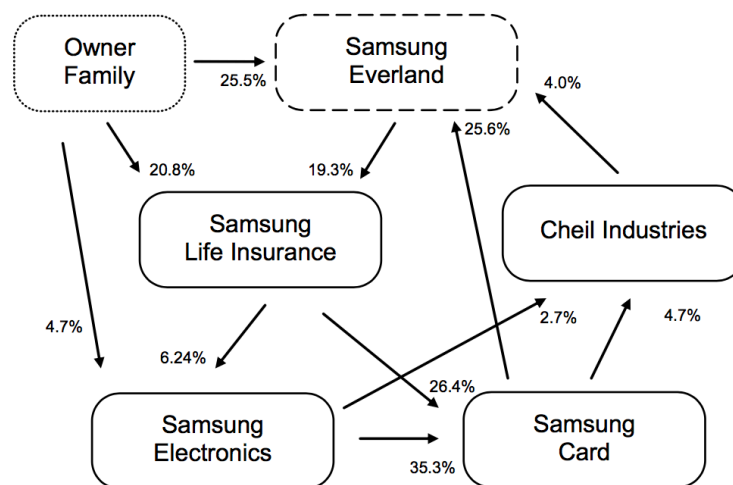 Owner
Family
25.5%
Samsung
Everland
4.0%
25.6%
20.8%
19.3%
Samsung
Life Insurance
Cheil Industries
4.7%
6.24%
2.7%
4.7%
26.4%
Samsung
Electronics
35.3%
Samsung
Card